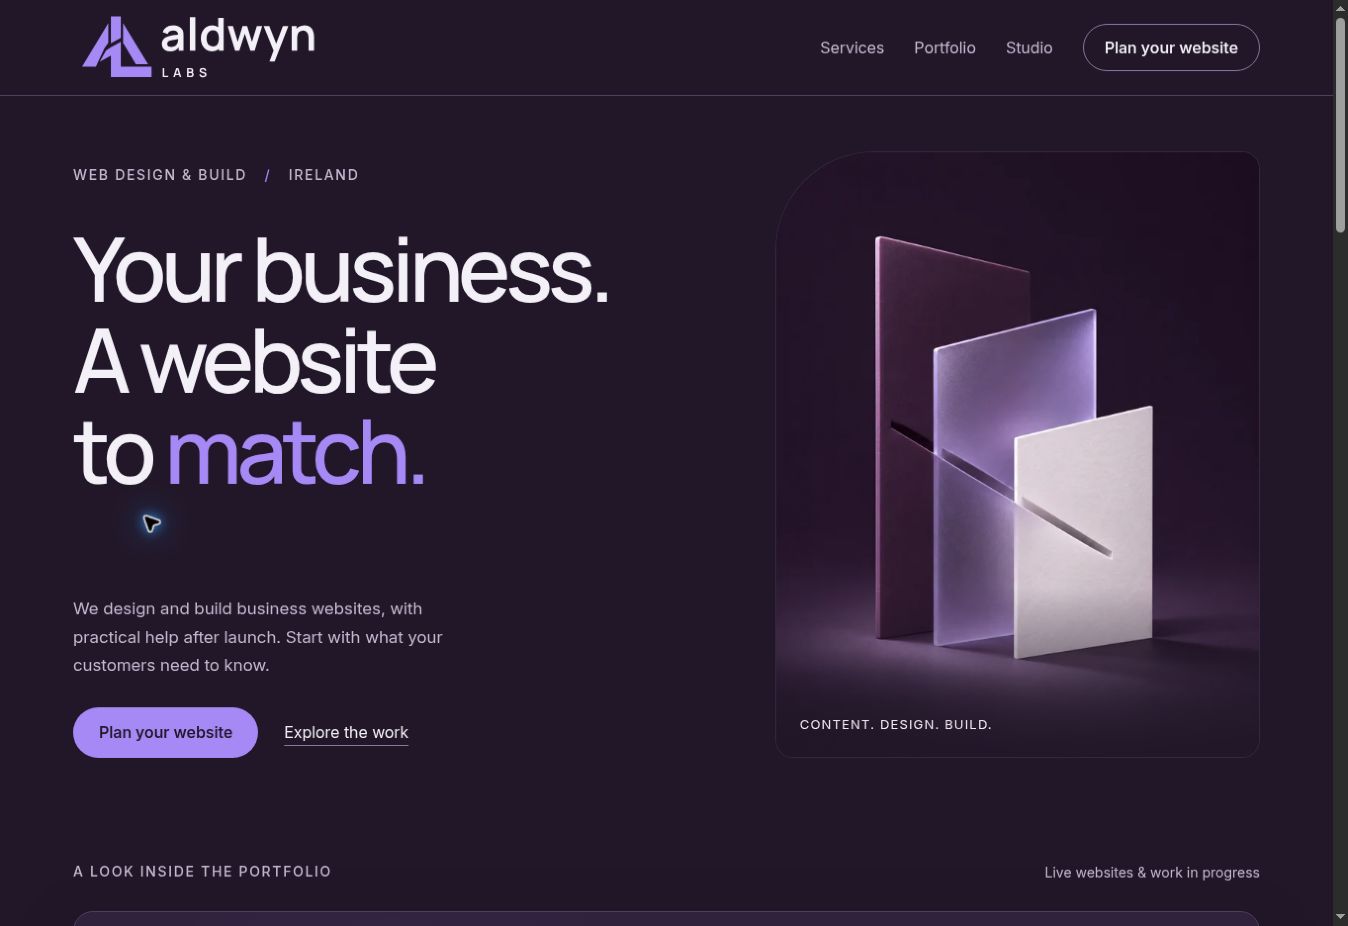 aldwyn
LABS
Services
Portfolio
Studio
Plan your website
WEB DESIGN & BUILD / IRELAND
Your business.
A website
to match.
We design and build business websites, with
practical help after launch. Start with what your
customers need to know.
Plan your website
Explore the work
CONTENT. DESIGN. BUILD.
A LOOK INSIDE THE PORTFOLIO
Live websites & work in progress